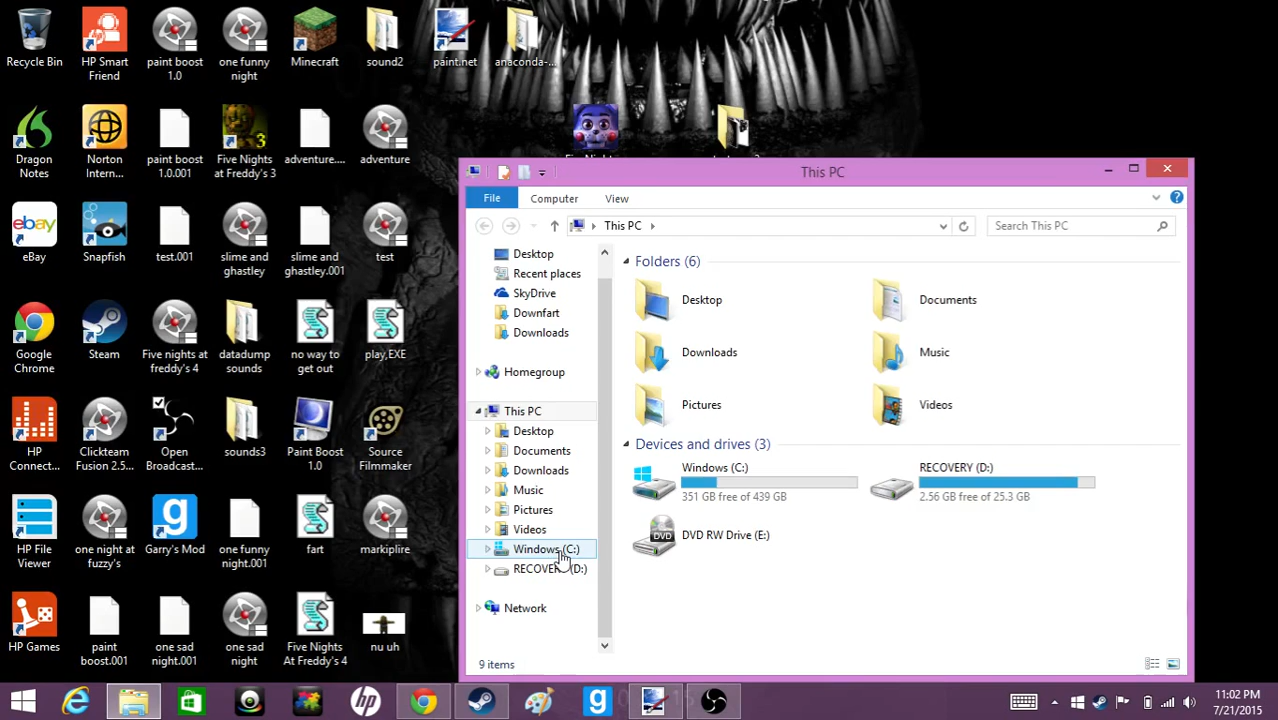 Recycle Bin
HP Smart
Friend
paint boost
1.0
one funny
night
Minecraft
sound2
paint.net
anaconda-...
Dragon
Notes
Norton
Intern...
paint boost
1.0.001
3
Five Nights
at Freddy's 3
adventure....
adventure
ebay
eBay
Snapfish
test.001
slime and
ghastley
slime and
ghastley.001
test
Google
Chrome
Steam
Five nights at
freddy's 4
datadump
sounds
no way to
get out
play,EXE
HP
Connec...
Clickteam
Fusion 2.5...
Open
Broadcast...
sounds3
Paint Boost
1.0
Source
Filmmaker
HP File
Viewer
one night at
fuzzy's
g
Garry's Mod
one funny
night.001
fart
markiplire
HP Games
paint
boost.001
one sad
night.001
one sad
night
Five Nights
At Freddy's 4
nu uh
This PC
File
Computer
View
This PC
Search This PC
Desktop
Recent places
SkyDrive
Downfart
Downloads
Homegroup
This PC
Desktop
Documents
Downloads
Music
Pictures
Videos
Windows (C:)
RECOVERY (D:)
Network
Folders (6)
Desktop
Documents
Downloads
Music
Pictures
Videos
Devices and drives (3)
Windows (C:)
351 GB free of 439 GB
RECOVERY (D:)
2.56 GB free of 25.3 GB
DVD
DVD RW Drive (E:)
9 items
hp
g
11:02 PM
7/21/2015